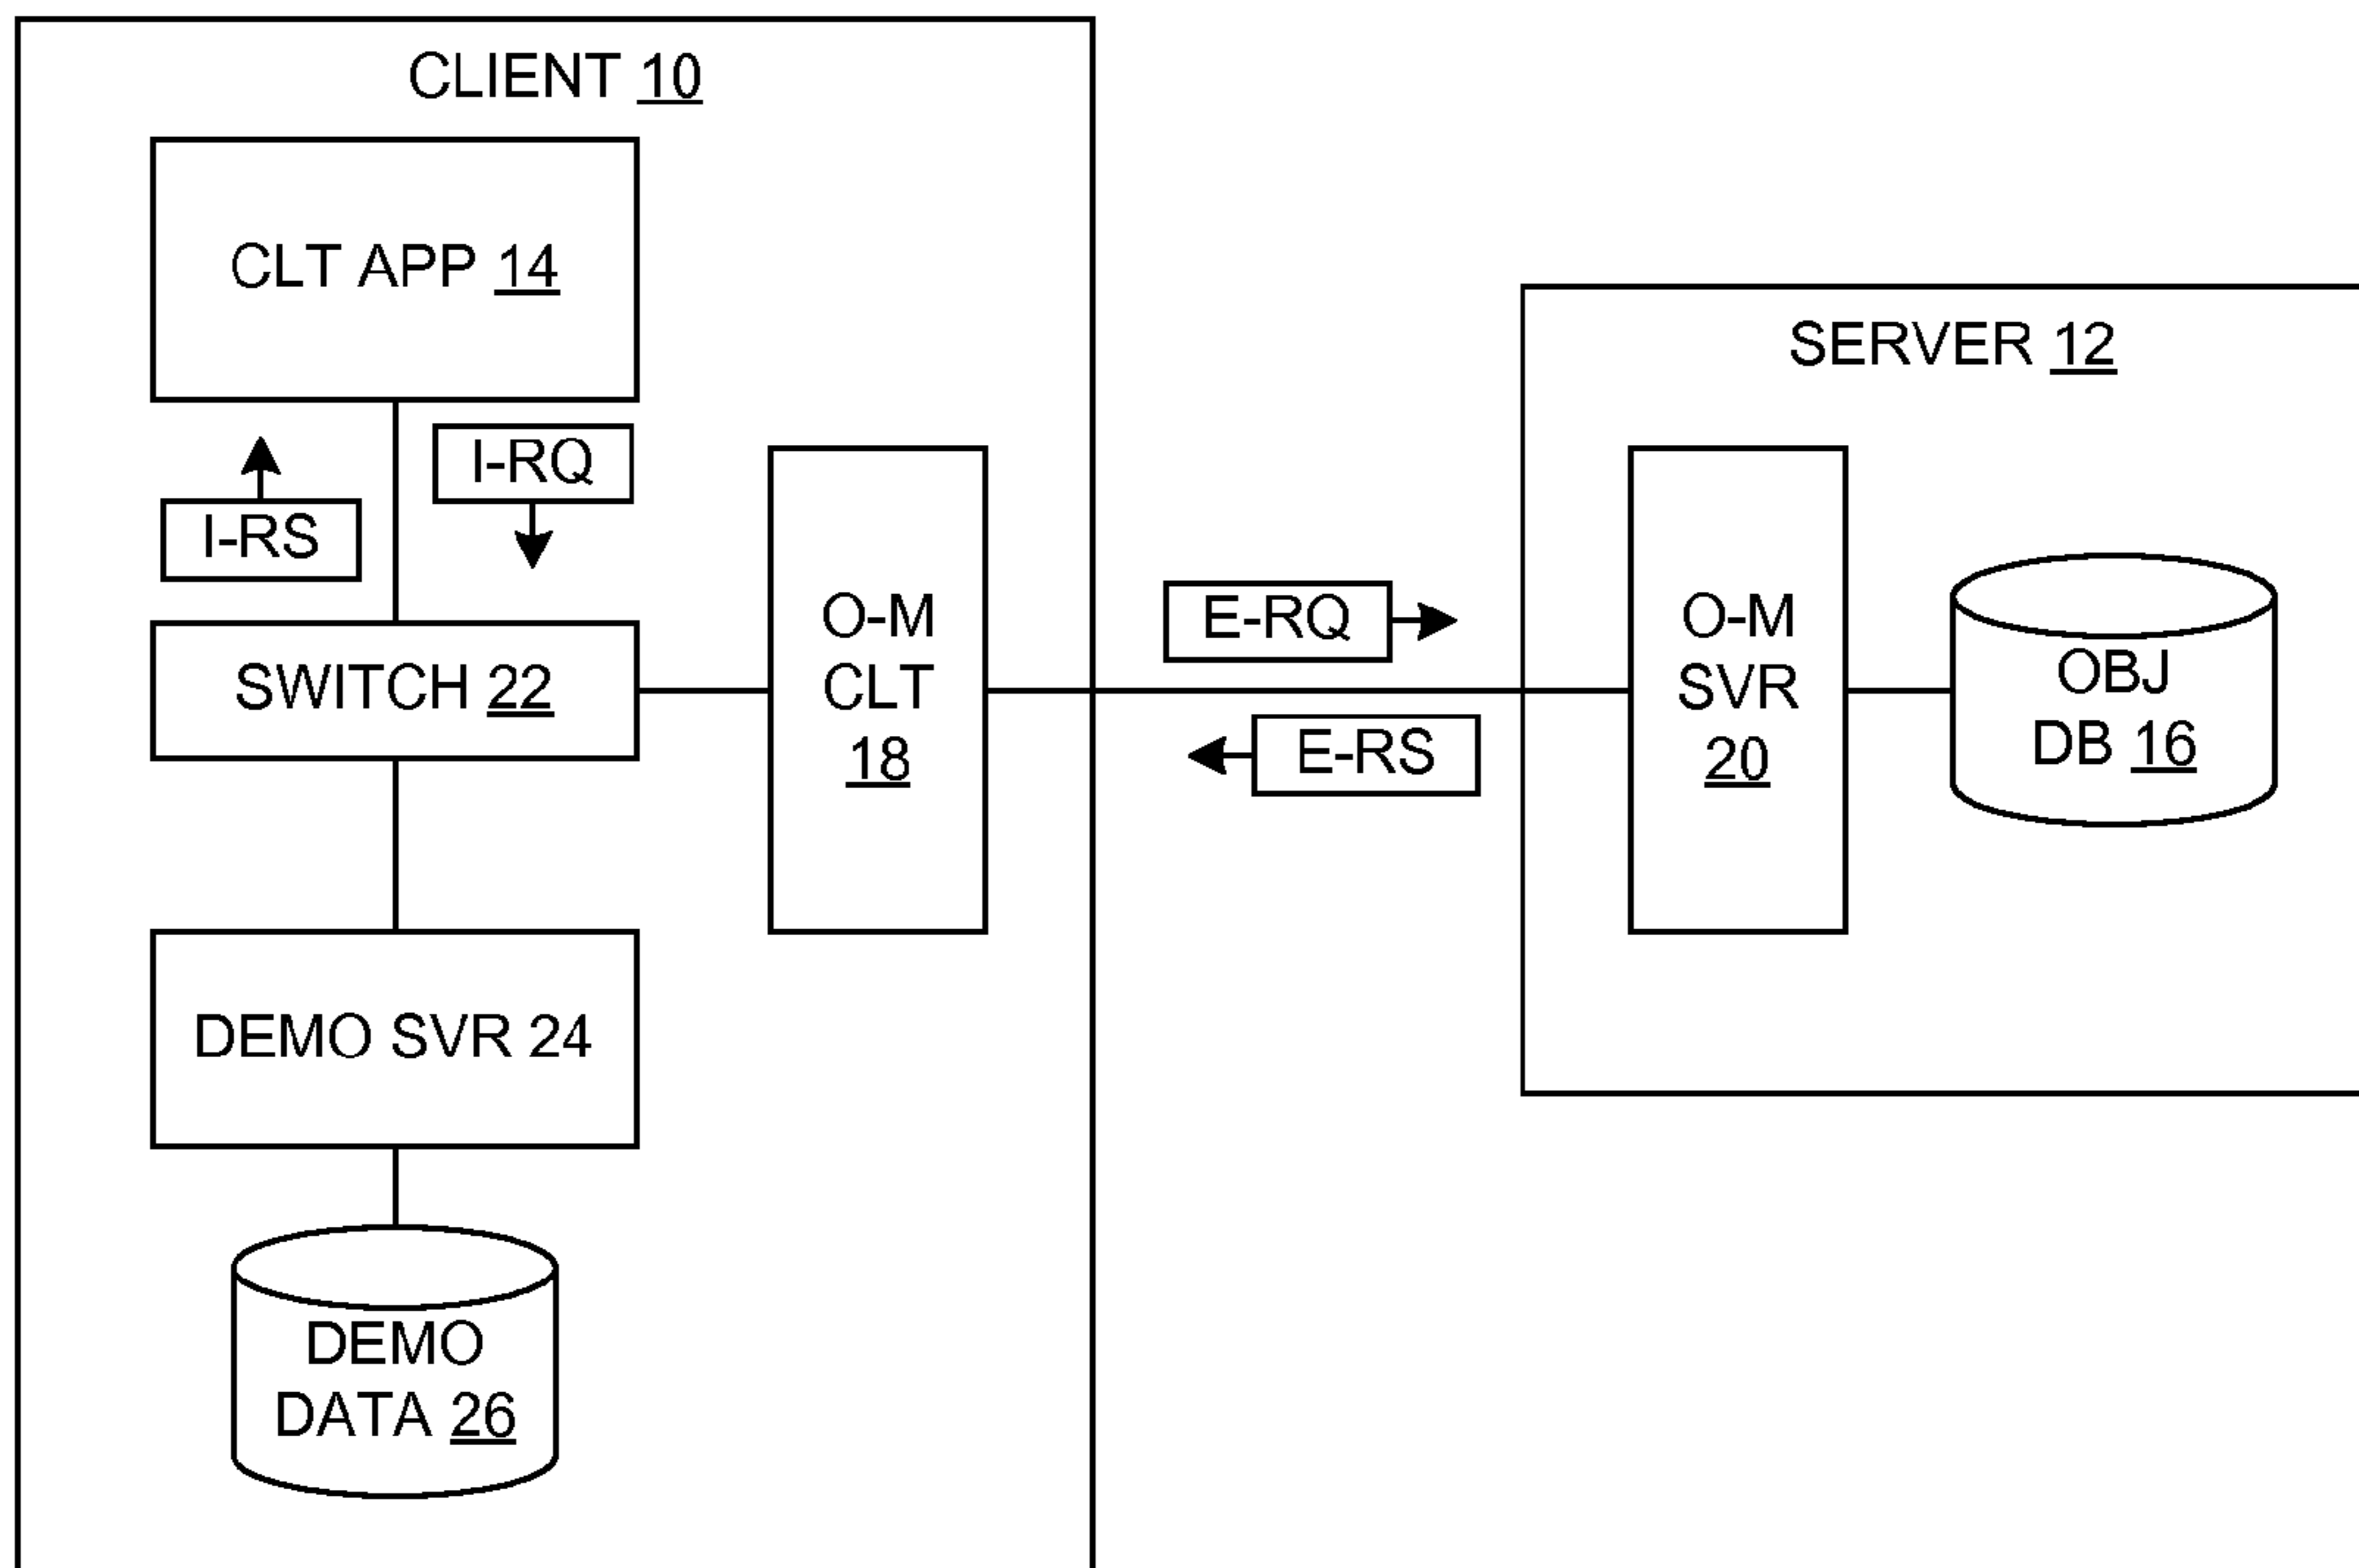 CLIENT 10
CLT APP 14
I-RQ
I-RS
SWITCH 22
O-M
CLT
18
DEMO SVR 24
DEMO
DATA 26
E-RQ
E-RS
SERVER 12
O-M
SVR
20
OBJ
DB 16